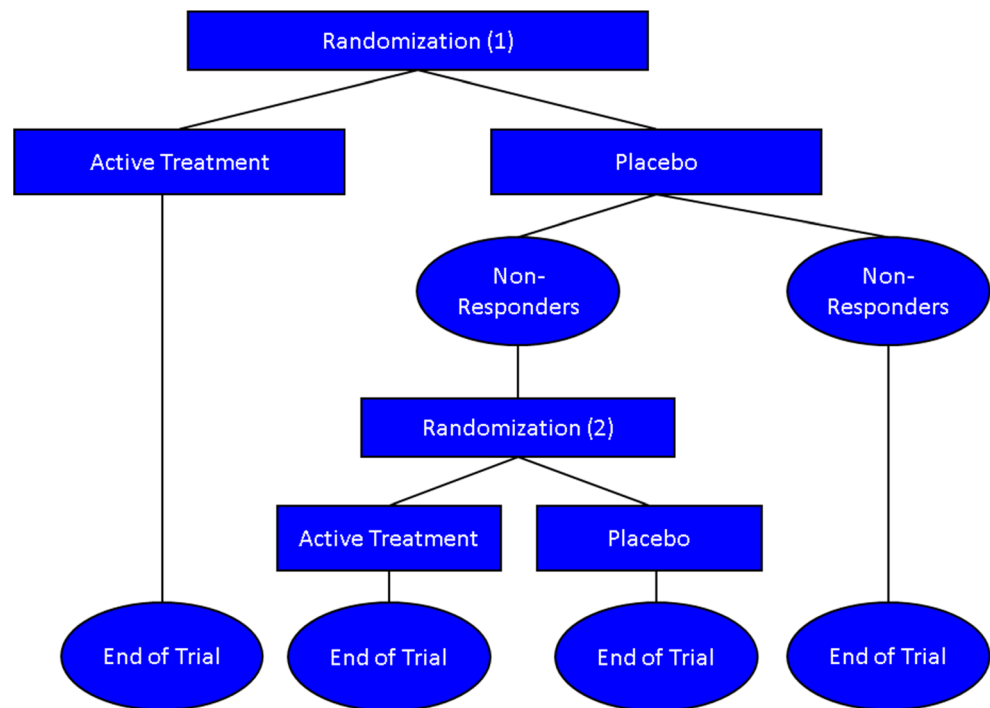 Randomization (1)
Active Treatment
Placebo
Non-
Responders
Non-
Responders
Randomization (2)
Active Treatment
Placebo
End of Trial
End of Trial
End of Trial
End of Trial